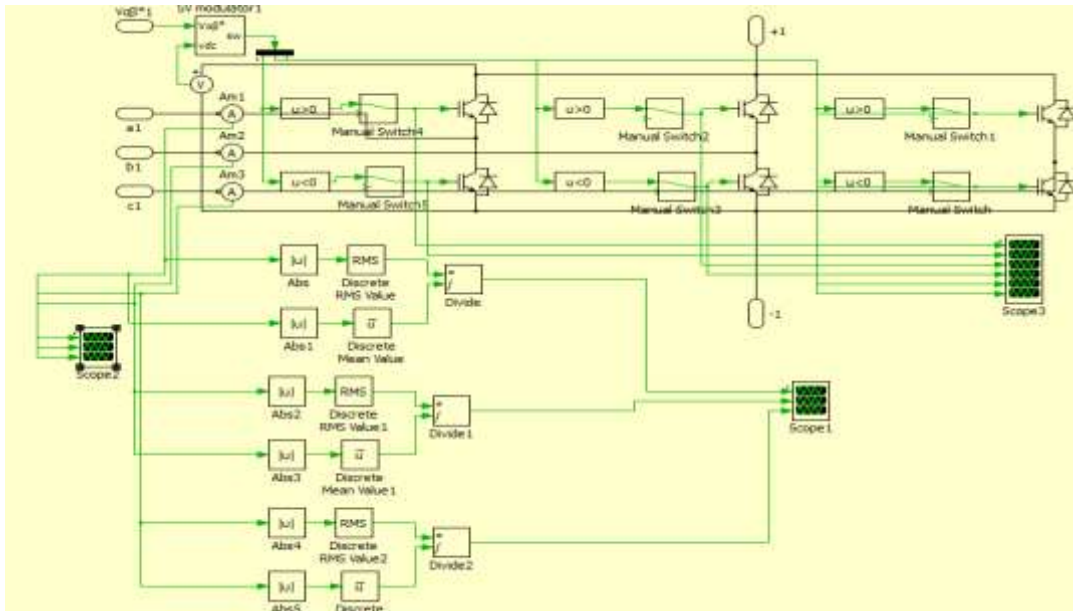 Vαβ*1
SV modulator1
Vαβ*
sw
vdc
+1
+
V
Am1
A
a1
u>0
Manual Switch4
u>0
Manual Switch2
u>0
Manual Switch1
Am2
A
b1
Am3
A
c1
u<0
Manual Switch5
u<0
Manual Switch3
u<0
Manual Switch
|u|
Abs
RMS
Discrete
RMS Value
Divide
-1
Scope3
|u|
Abs1
ū
Discrete
Mean Value
Scope2
|u|
Abs2
RMS
Discrete
RMS Value1
Divide1
Scope1
|u|
Abs3
ū
Discrete
Mean Value1
|u|
Abs4
RMS
Discrete
RMS Value2
Divide2
|u|
Abs5
ū
Discrete